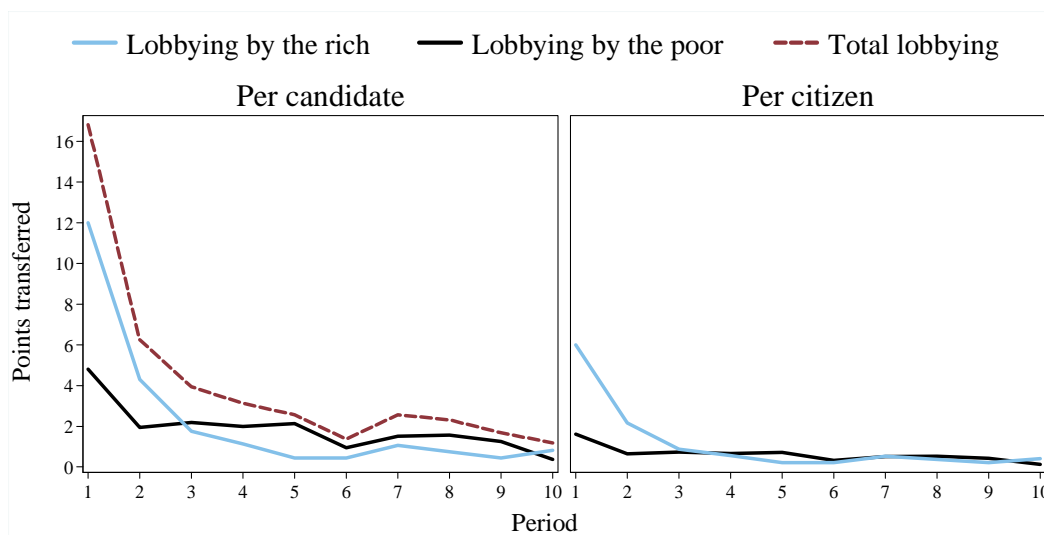 Lobbying by the rich Lobbying by the poor Total lobbying
Per candidate Per citizen
Points transferred
16
14
12
10
8
6
4
2
0
1 2 3 4 5 6 7 8 9 10 1 2 3 4 5 6 7 8 9 10
Period